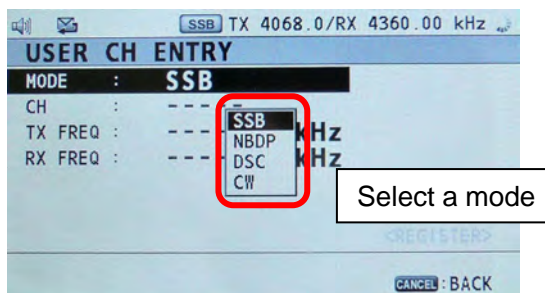 SSB TX 4068.0/RX 4360.00 kHz
USER CH ENTRY
MODE : SSB
CH : -----
TX FREQ : ----- kHz
RX FREQ : ----- kHz
SSB
NBDP
DSC
CW
Select a mode
<REGISTER>
CANCEL : BACK